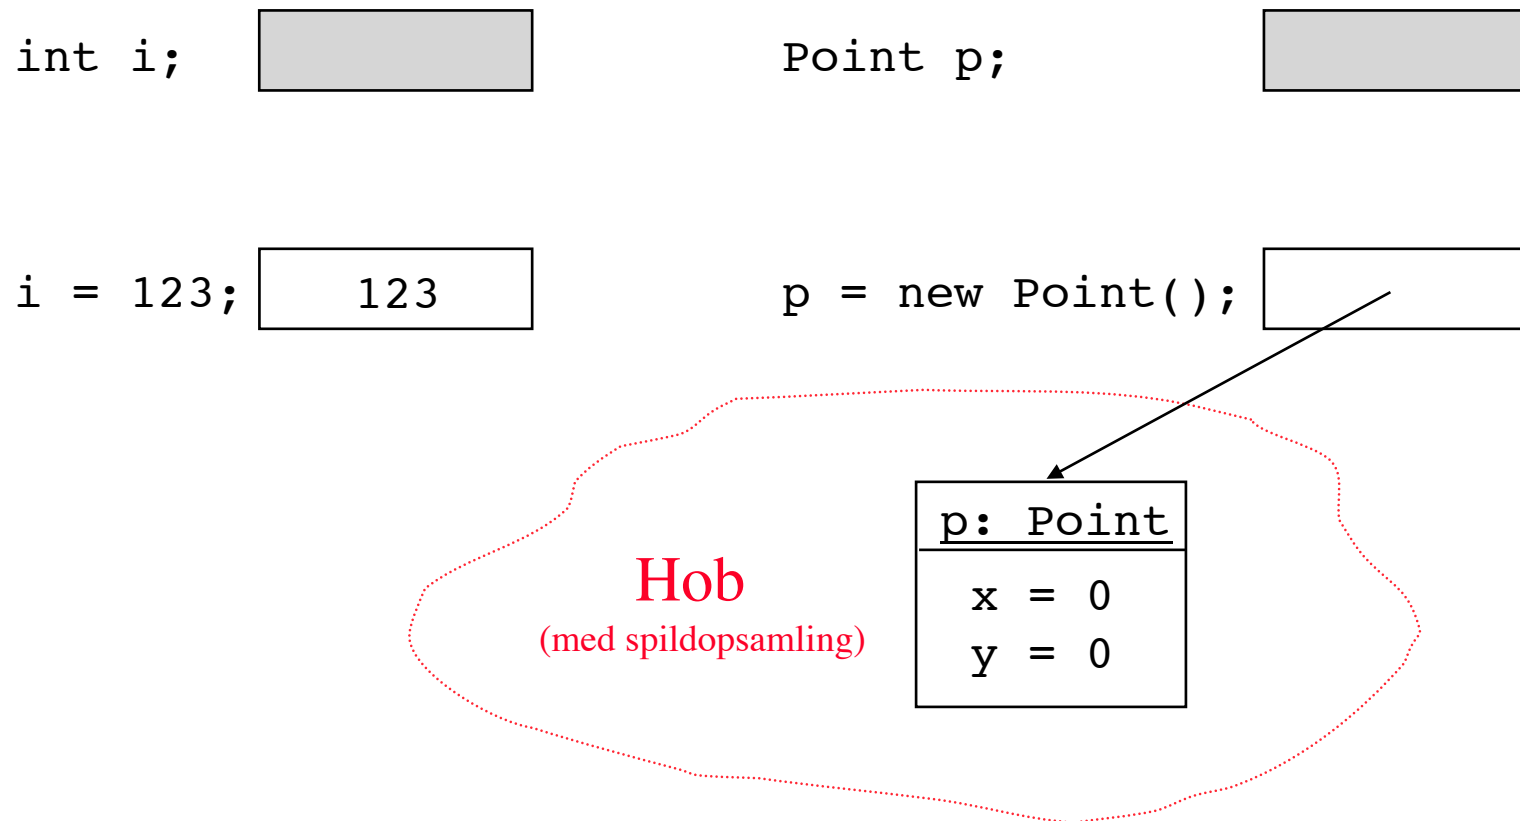 int i;
Point p;
i = 123;
123
p = new Point();
p: Point
x = 0
y = 0
Hob
(med spildopsamling)